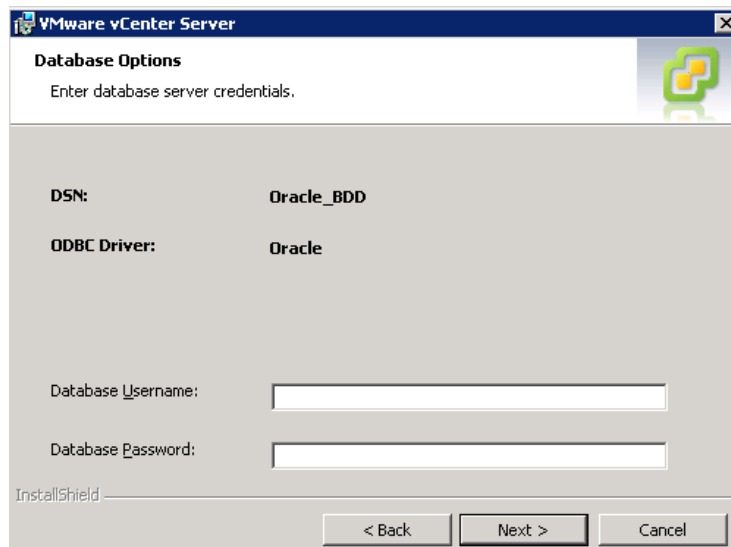 VMware vCenter Server
Database Options
Enter database server credentials.
DSN: Oracle_BDD
ODBC Driver: Oracle
Database Username:
Database Password:
InstallShield
< Back Next > Cancel